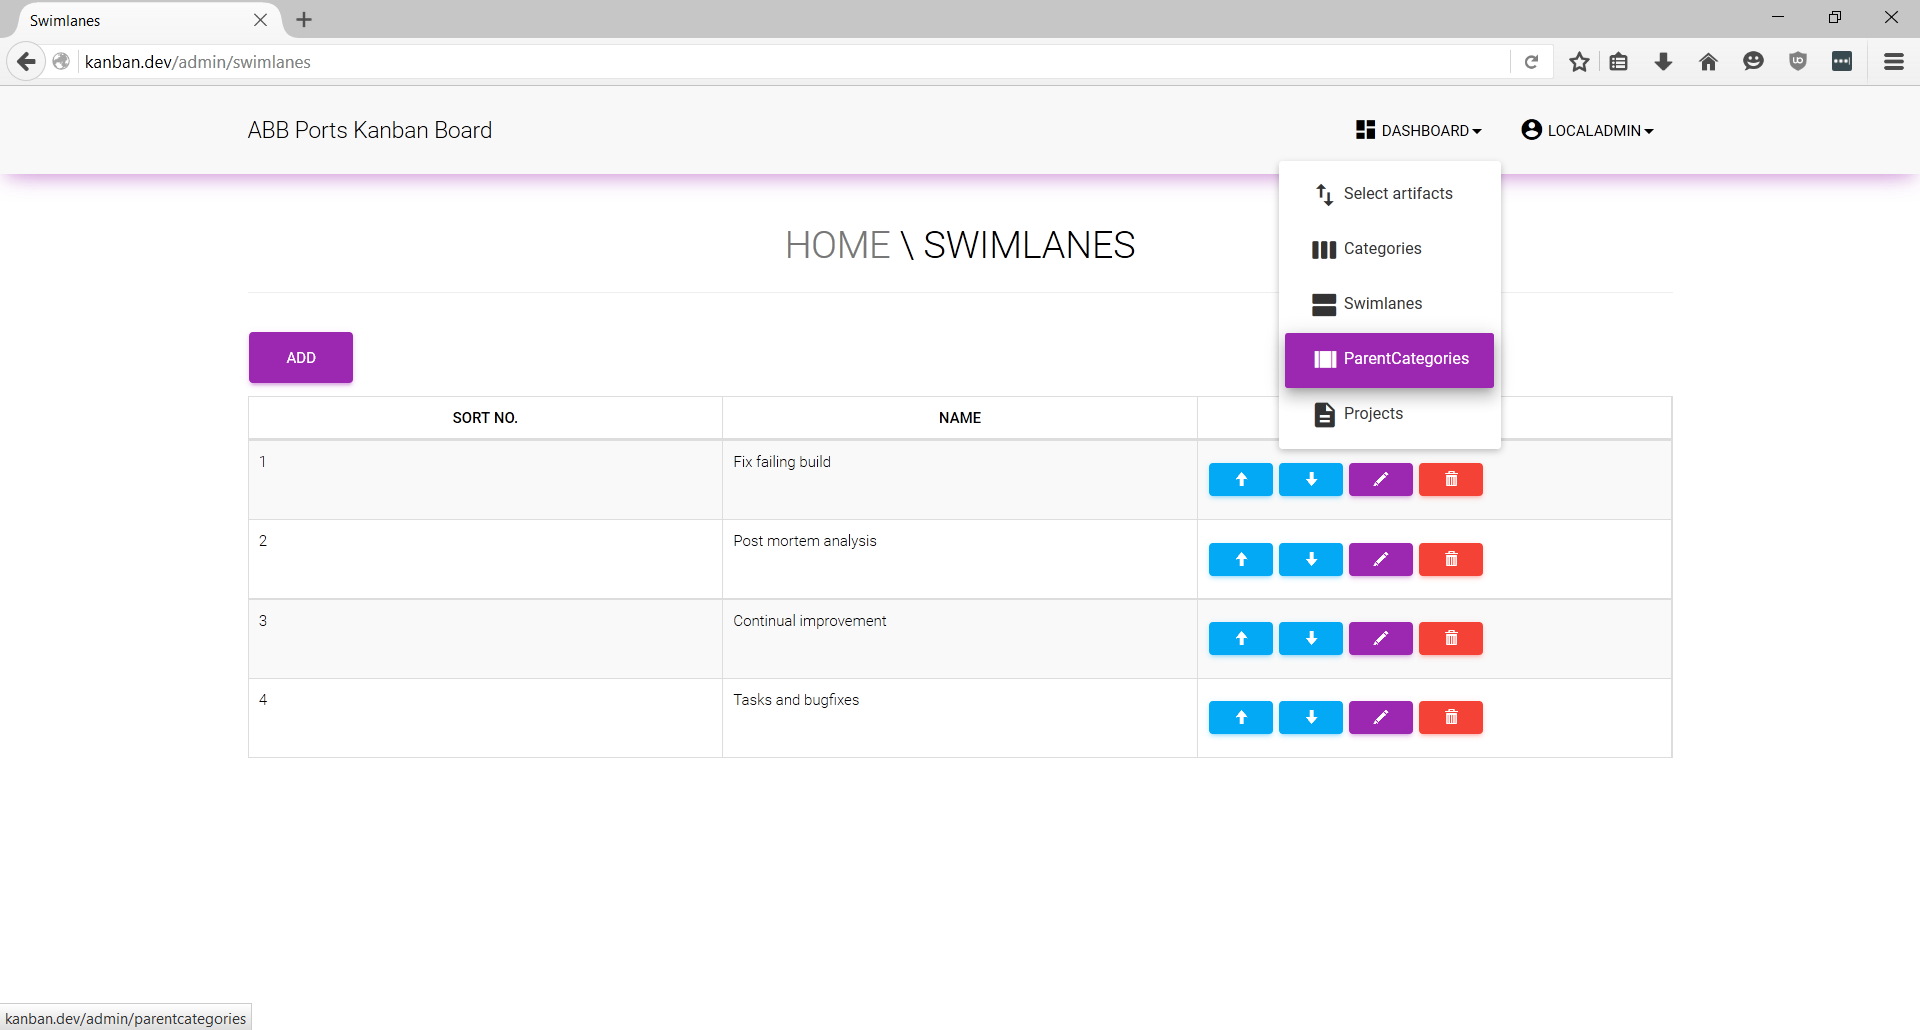 Swimlanes
kanban.dev/admin/swimlanes
ABB Ports Kanban Board
DASHBOARD
LOCALADMIN
Select artifacts
Categories
Swimlanes
ParentCategories
Projects
HOME \ SWIMLANES
ADD
SORT NO. NAME
1 Fix failing build
2 Post mortem analysis
3 Continual improvement
4 Tasks and bugfixes
kanban.dev/admin/parentcategories